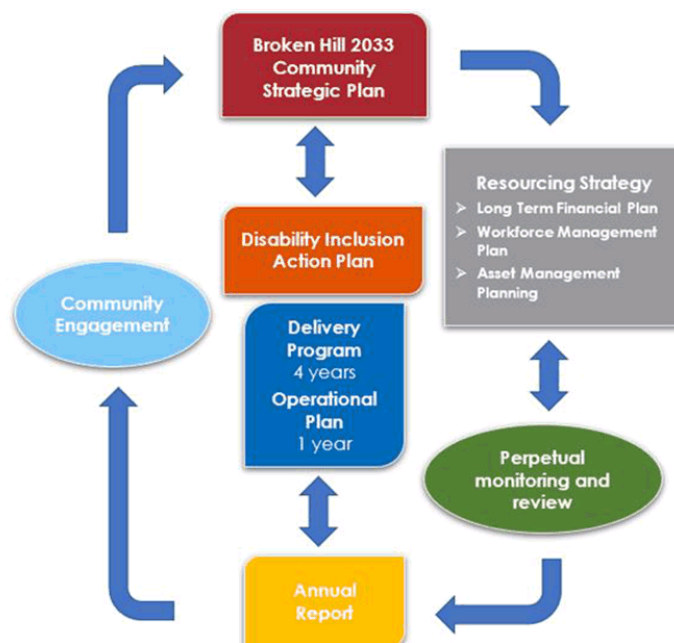 Broken Hill 2033
Community
Strategic Plan
Resourcing Strategy
➤ Long Term Financial Plan
➤ Workforce Management
Plan
➤ Asset Management
Planning
Disability Inclusion
Action Plan
Community
Engagement
Delivery
Program
4 years
Operational
Plan
1 year
Perpetual
monitoring and
review
Annual
Report